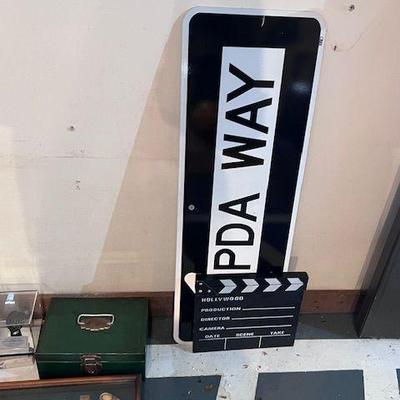 PDA WAY
HOLLYWOOD
PRODUCTION
DIRECTOR
CAMERA
DATE SCENE TAKE